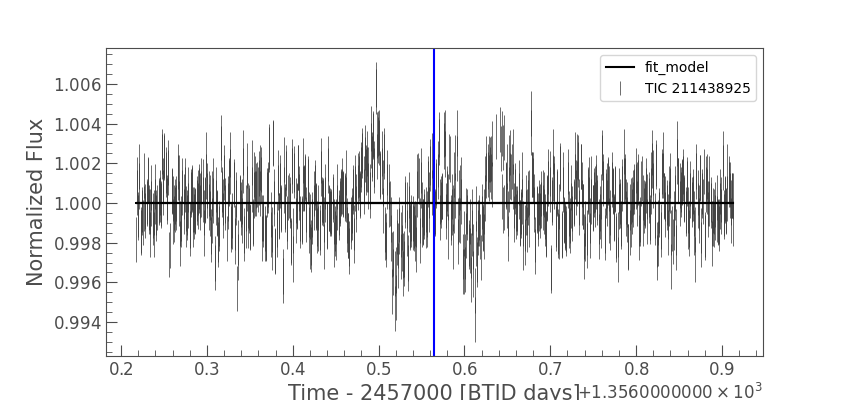 fit_model
TIC 211438925
Normalized Flux
1.006
1.004
1.002
1.000
0.998
0.996
0.994
0.2 0.3 0.4 0.5 0.6 0.7 0.8 0.9
Time - 2457000 [BTJD days]
+1.3560000000 × 10³